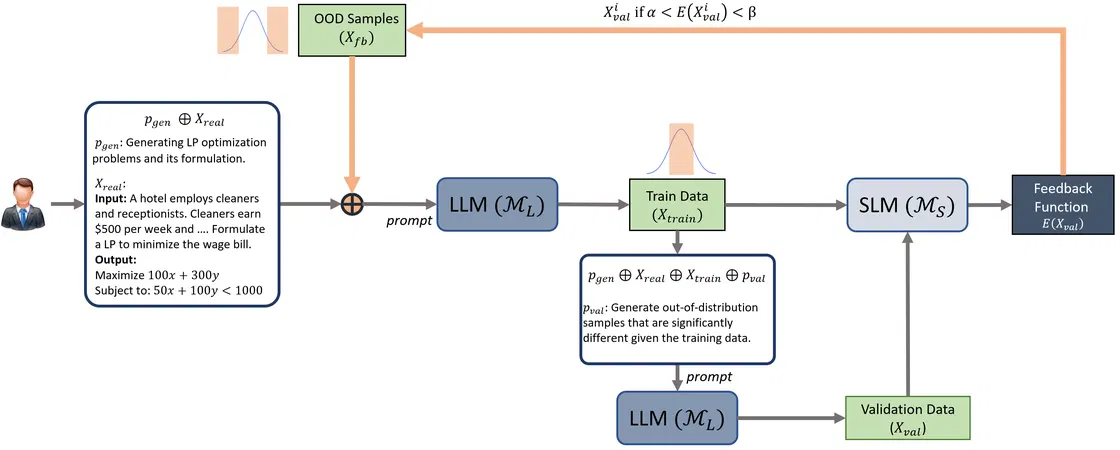 OOD Samples
(X_fb)
X^i_val if α < E(X^i_val) < β
p_gen ⊕ X_real
p_gen: Generating LP optimization
problems and its formulation.
X_real:
Input: A hotel employs cleaners
and receptionists. Cleaners earn
$500 per week and .... Formulate
a LP to minimize the wage bill.
Output:
Maximize 100x + 300y
Subject to: 50x + 100y < 1000
prompt
LLM (ℳ_L)
Train Data
(X_train)
SLM (ℳ_S)
Feedback
Function
E(X_val)
p_gen ⊕ X_real ⊕ X_train ⊕ p_val
p_val: Generate out-of-distribution
samples that are significantly
different given the training data.
prompt
LLM (ℳ_L)
Validation Data
(X_val)